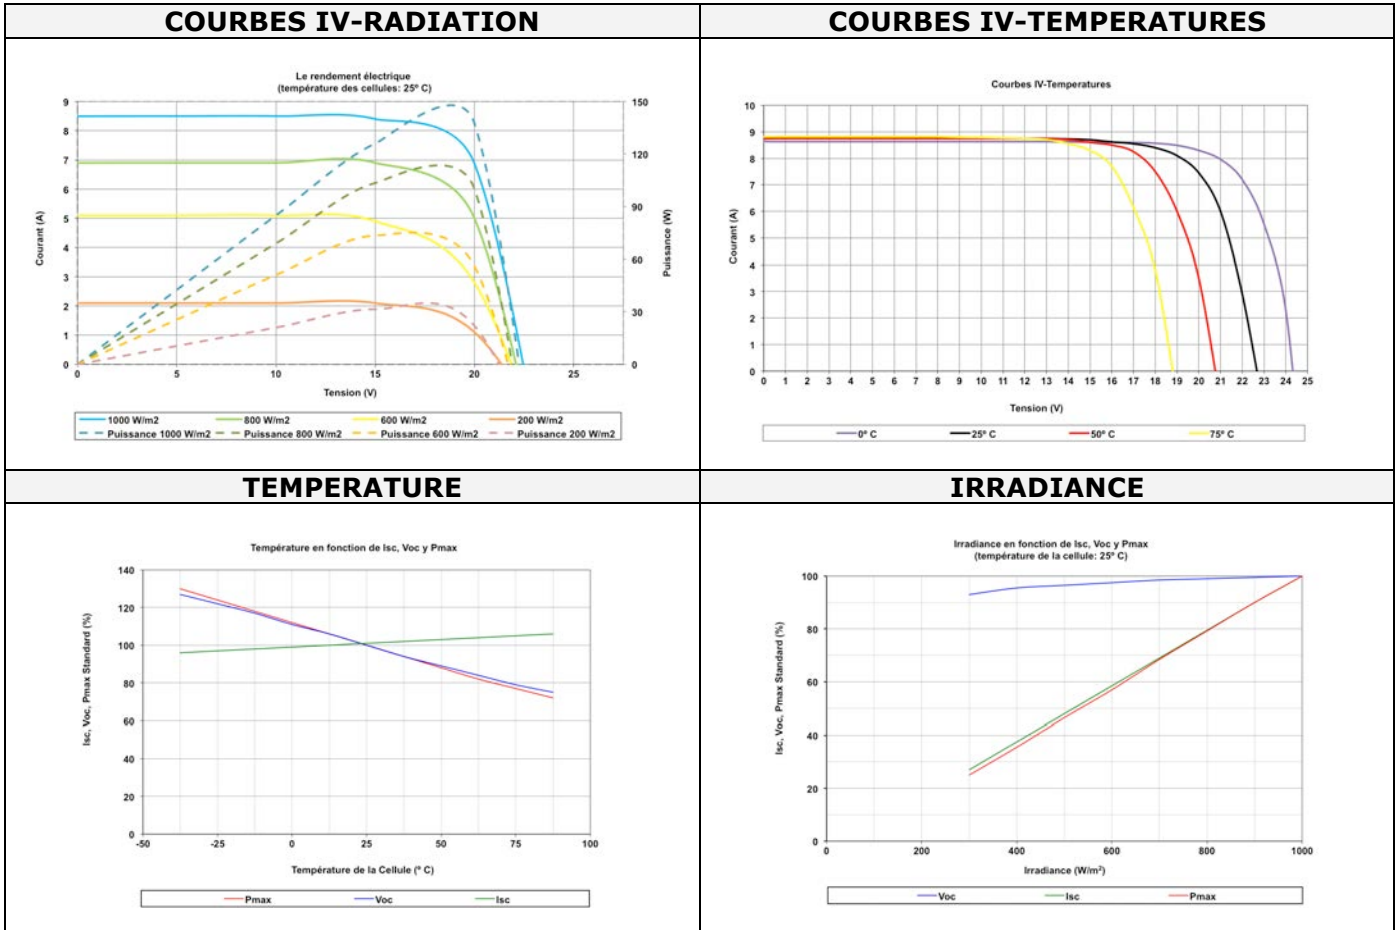 COURBES IV-RADIATION
COURBES IV-TEMPERATURES
Le rendement électrique
(température des cellules: 25º C)
9
8
7
6
5
4
3
2
1
0
Courant (A)
150
120
90
60
30
0
Puissance (W)
0 5 10 15 20 25
Tension (V)
1000 W/m2 800 W/m2 600 W/m2 200 W/m2
Puissance 1000 W/m2 Puissance 800 W/m2 Puissance 600 W/m2 Puissance 200 W/m2
Courbes IV-Temperatures
10
9
8
7
6
5
4
3
2
1
0
Courant (A)
0 1 2 3 4 5 6 7 8 9 10 11 12 13 14 15 16 17 18 19 20 21 22 23 24 25
Tension (V)
0º C 25º C 50º C 75º C
TEMPERATURE
IRRADIANCE
Température en fonction de Isc, Voc y Pmax
140
120
100
80
60
40
20
0
Isc, Voc, Pmax Standard (%)
-50 -25 0 25 50 75 100
Température de la Cellule (º C)
Pmax Voc Isc
Irradiance en fonction de Isc, Voc y Pmax
(température de la cellule: 25º C)
100
80
60
40
20
0
Isc, Voc, Pmax Standard (%)
0 200 400 600 800 1000
Irradiance (W/m²)
Voc Isc Pmax